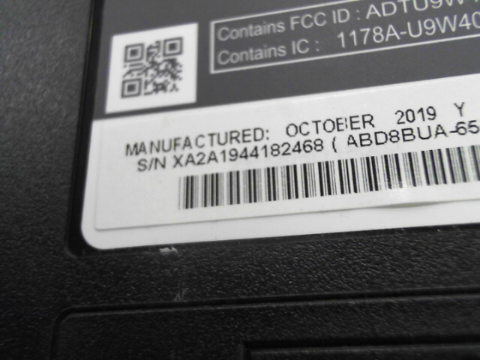 Contains FCC ID : ADTU9W
Contains IC : 1178A-U9W40
MANUFACTURED: OCTOBER 2019 Y
S/N XA2A1944182468 ( ABD8BUA-65